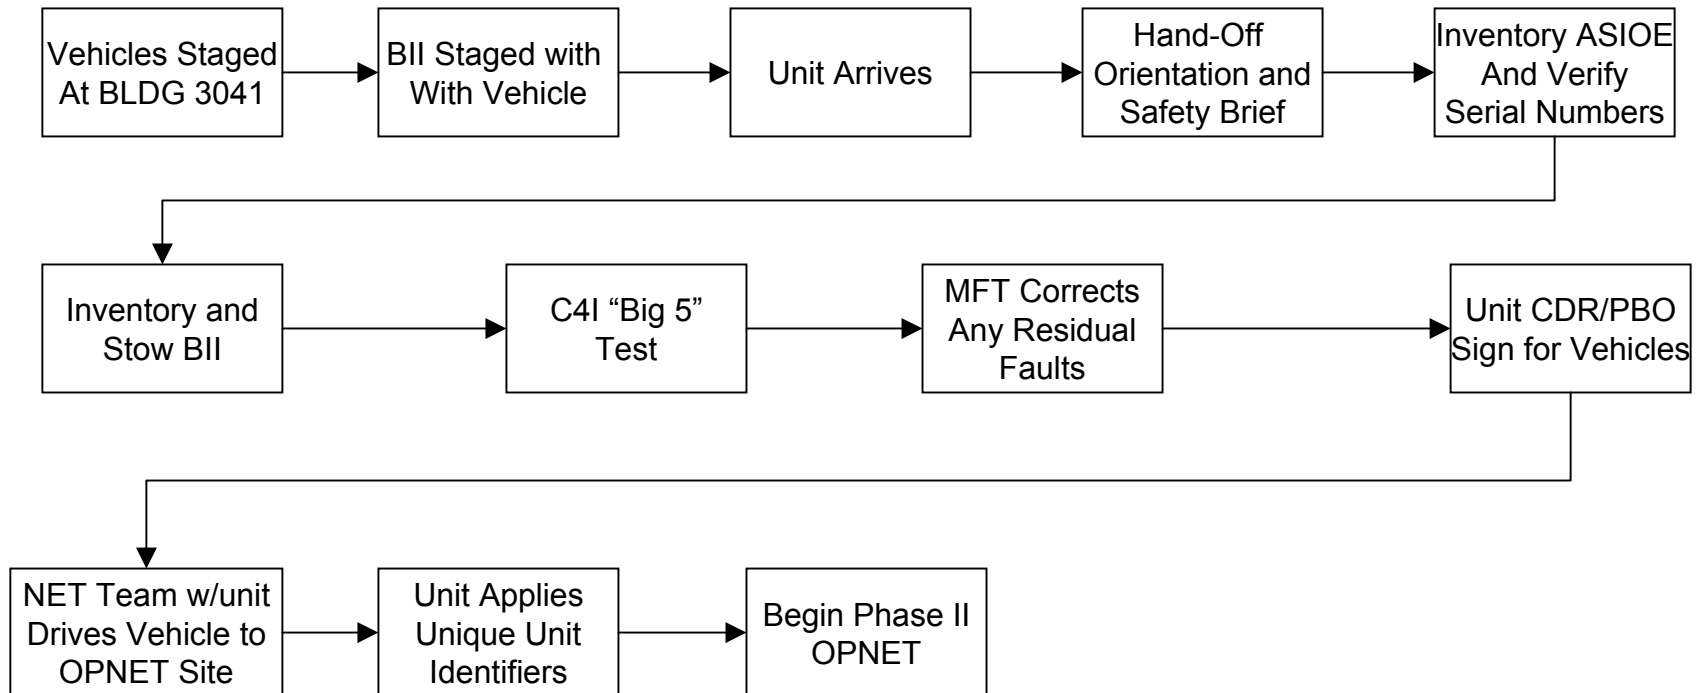 Vehicles Staged
At BLDG 3041
BII Staged with
With Vehicle
Unit Arrives
Hand-Off
Orientation and
Safety Brief
Inventory ASIOE
And Verify
Serial Numbers
Inventory and
Stow BII
C4I “Big 5”
Test
MFT Corrects
Any Residual
Faults
Unit CDR/PBO
Sign for Vehicles
NET Team w/unit
Drives Vehicle to
OPNET Site
Unit Applies
Unique Unit
Identifiers
Begin Phase II
OPNET